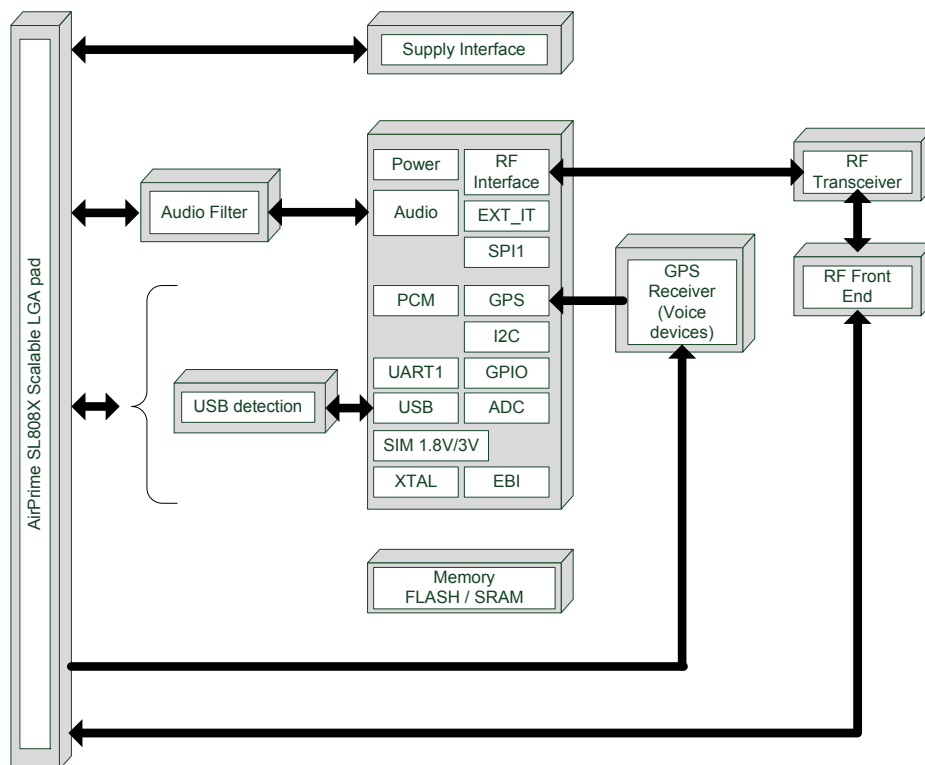 AirPrime SL808X Scalable LGA pad
Supply Interface
Audio Filter
USB detection
Power
RF
Interface
Audio
EXT_IT
SPI1
PCM
GPS
I2C
UART1
GPIO
USB
ADC
SIM 1.8V/3V
XTAL
EBI
Memory
FLASH / SRAM
GPS
Receiver
(Voice
devices)
RF
Transceiver
RF Front
End